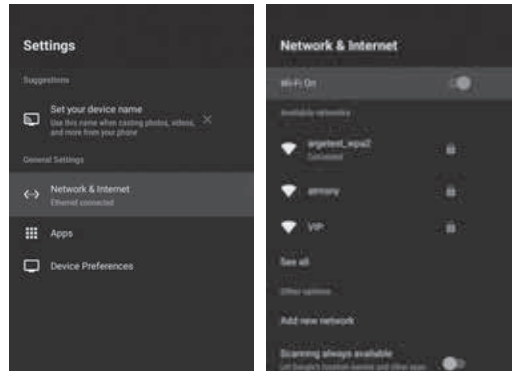 Settings
Suggestions
Set your device name
Use this name when casting photos, videos,
and more from your phone
General Settings
Network & Internet
Ethernet connected
Apps
Device Preferences
Network & Internet
Wi-Fi On
Available networks
argetest_wpa2
Connected
VIP
See all
Other options
Add new network
Scanning always available